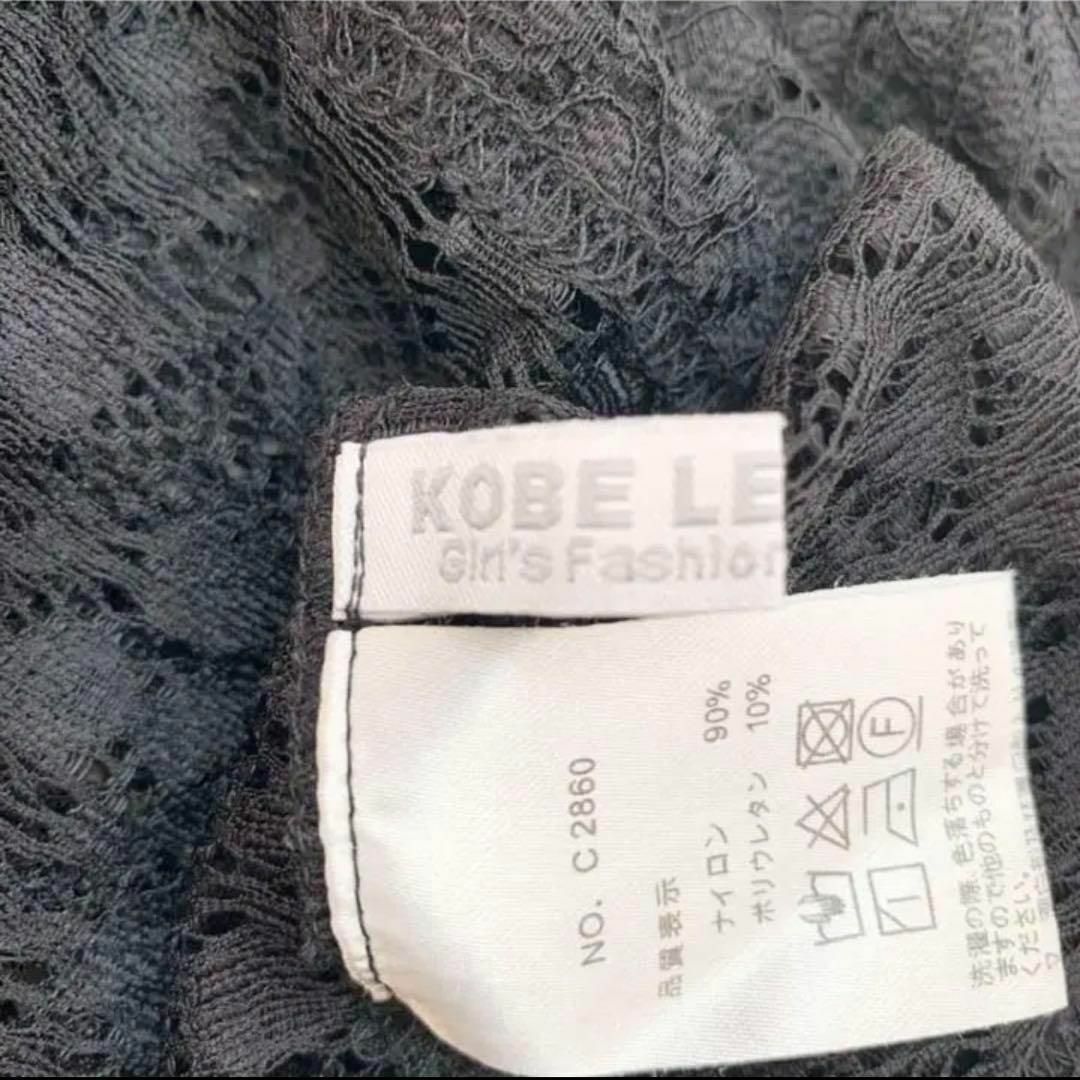 KOBE LE
Girl's Fashion
NO. C2860
品質表示
ナイロン 90%
ポリウレタン 10%
F
洗濯の際、色落ちする場合があり
ますので他のものと分けて洗って
ください。